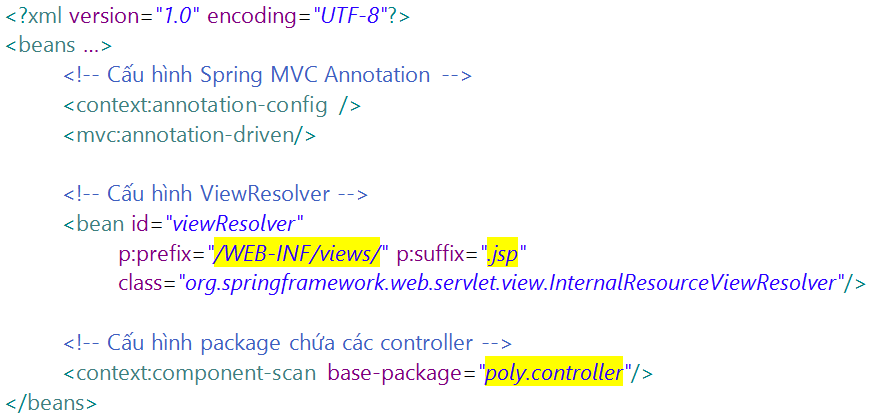 <?xml version="1.0" encoding="UTF-8"?>
<beans ...>
<!-- Cấu hình Spring MVC Annotation -->
<context:annotation-config />
<mvc:annotation-driven/>
<!-- Cấu hình ViewResolver -->
<bean id="viewResolver"
p:prefix="/WEB-INF/views/" p:suffix=".jsp"
class="org.springframework.web.servlet.view.InternalResourceViewResolver"/>
<!-- Cấu hình package chứa các controller -->
<context:component-scan base-package="poly.controller"/>
</beans>